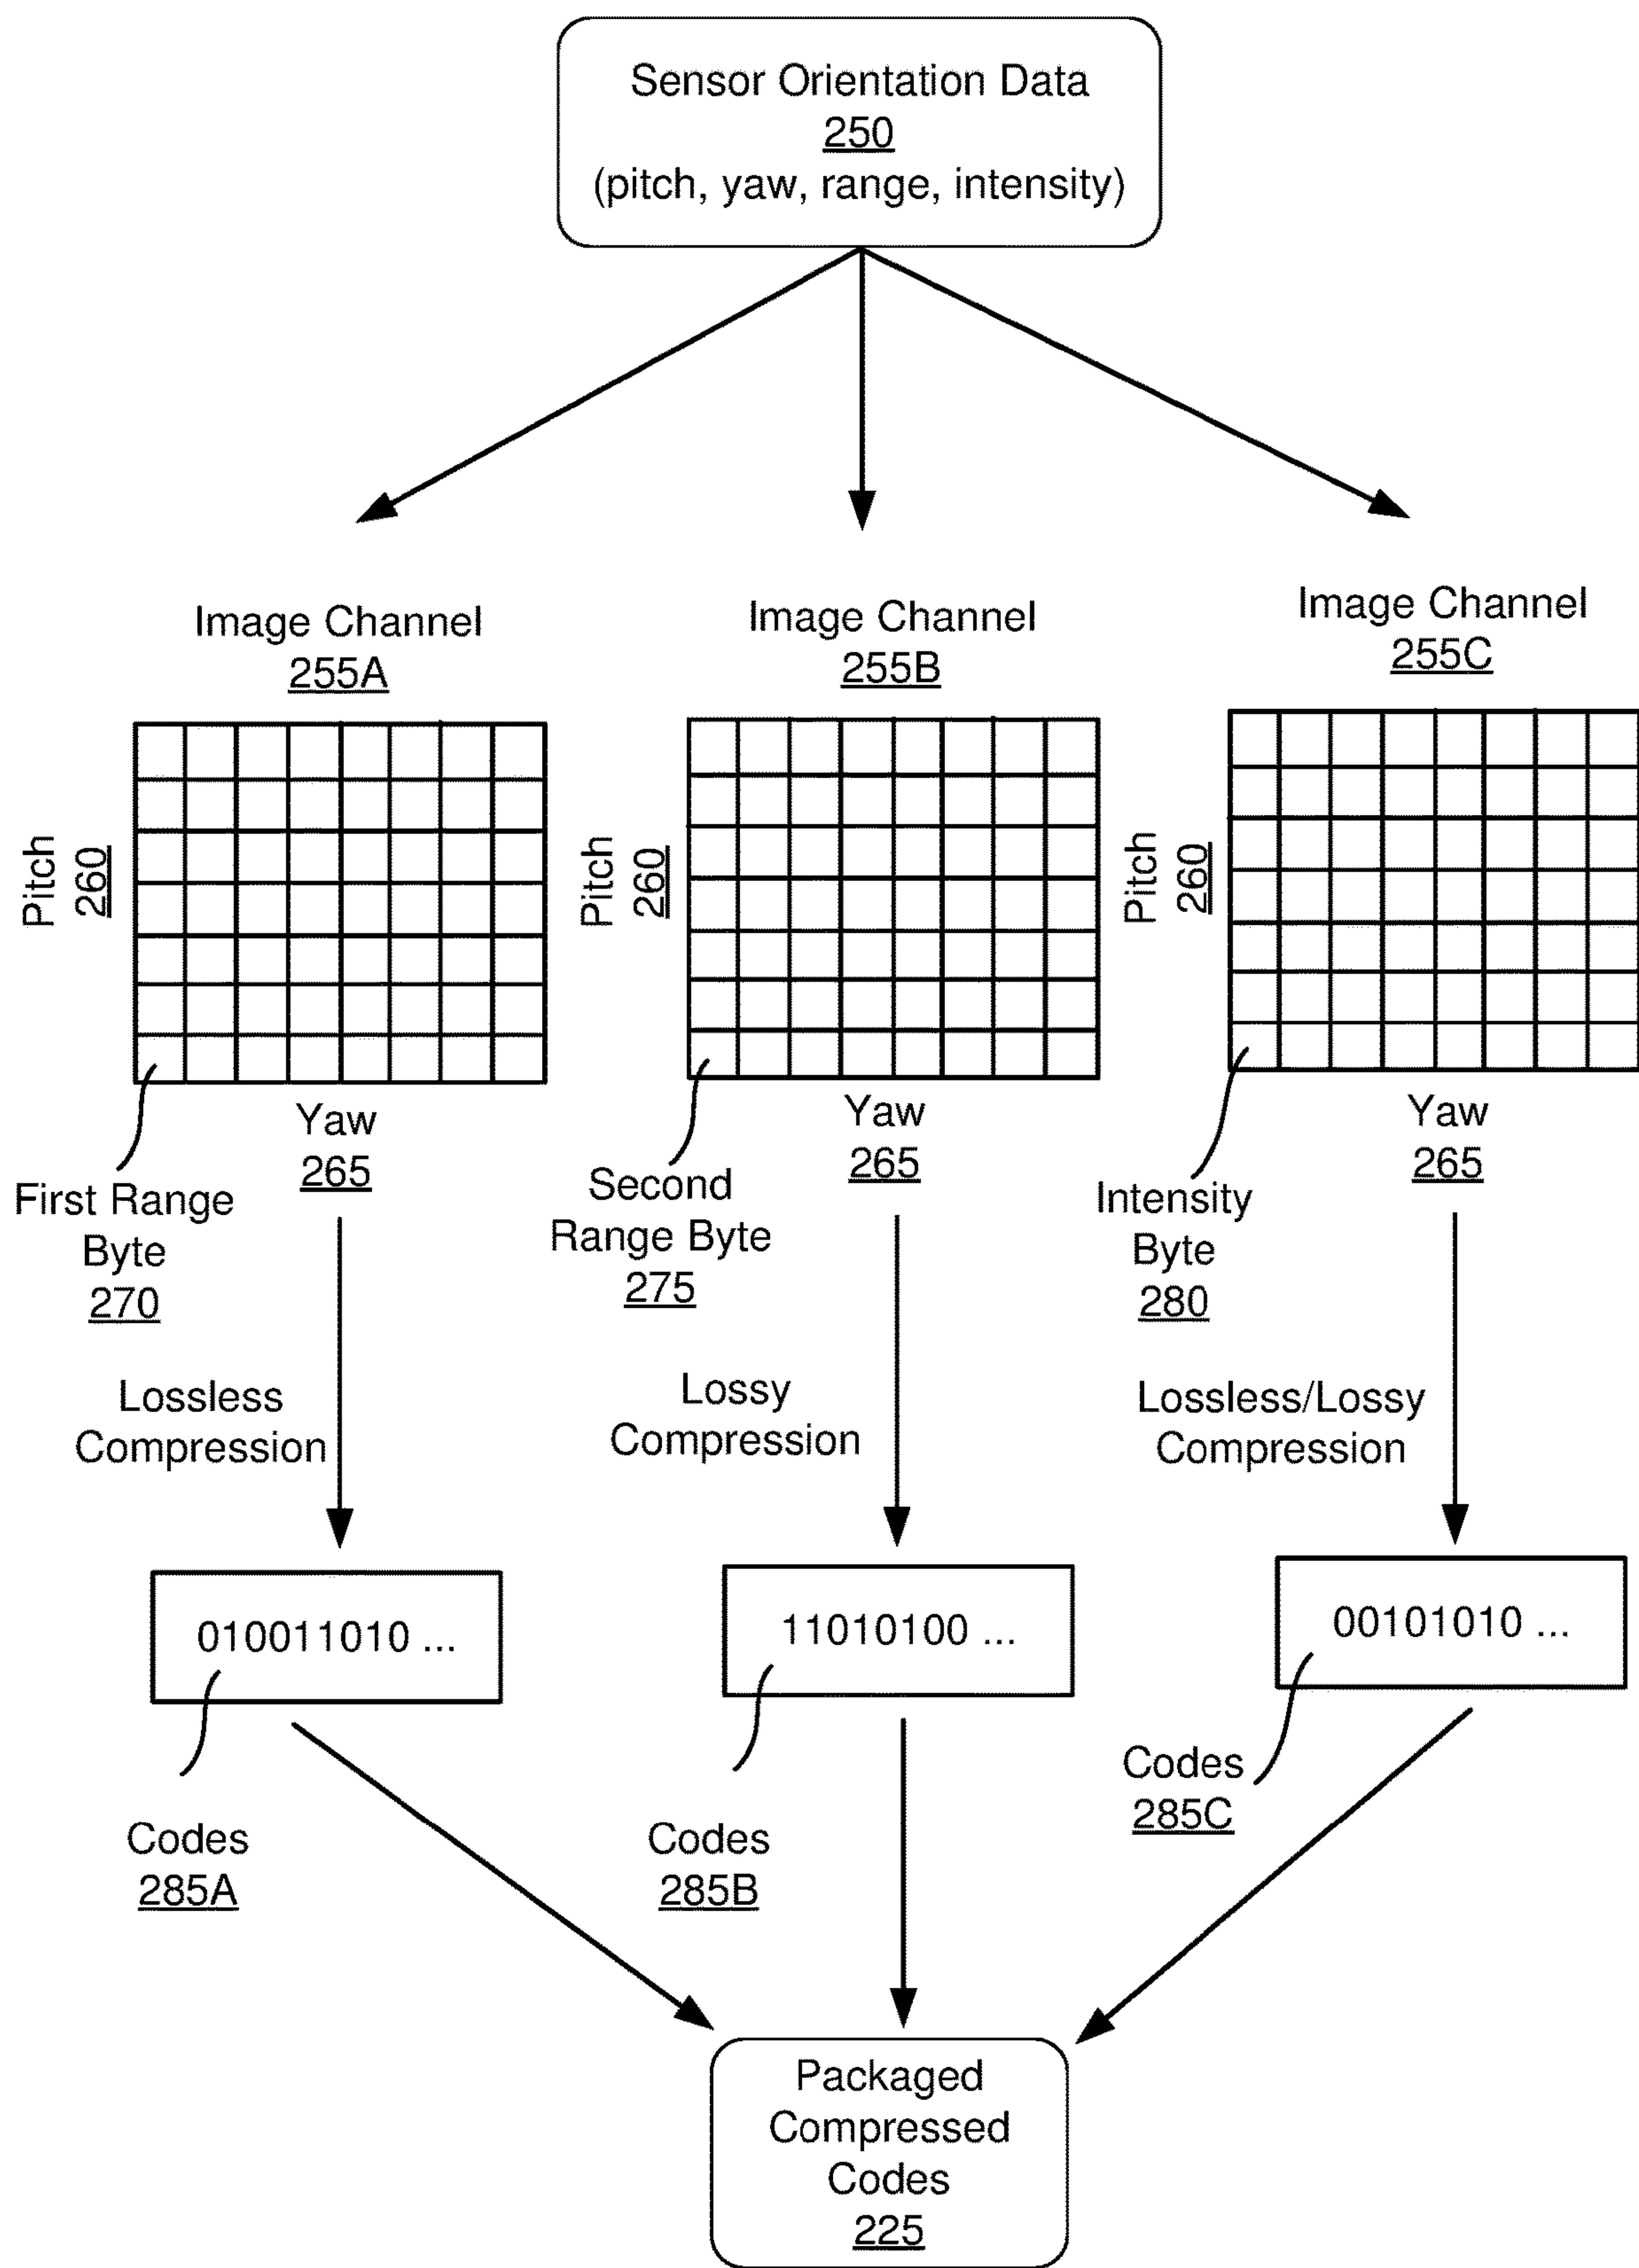 Sensor Orientation Data
250
(pitch, yaw, range, intensity)
Image Channel
255A
Image Channel
255B
Image Channel
255C
Pitch
260
Pitch
260
Pitch
260
Yaw
265
Yaw
265
Yaw
265
First Range
Byte
270
Second
Range Byte
275
Intensity
Byte
280
Lossless
Compression
Lossy
Compression
Lossless/Lossy
Compression
010011010 ...
11010100 ...
00101010 ...
Codes
285A
Codes
285B
Codes
285C
Packaged
Compressed
Codes
225